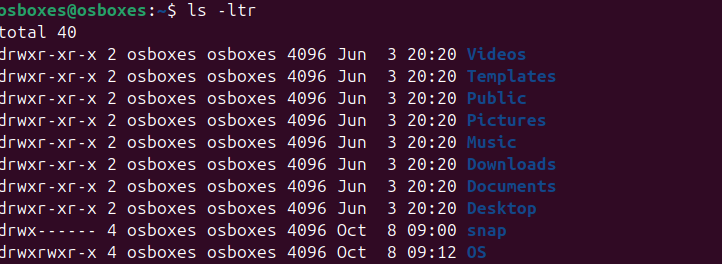 osboxes@osboxes:~$ ls -ltr
total 40
drwxr-xr-x 2 osboxes osboxes 4096 Jun  3 20:20 Videos
drwxr-xr-x 2 osboxes osboxes 4096 Jun  3 20:20 Templates
drwxr-xr-x 2 osboxes osboxes 4096 Jun  3 20:20 Public
drwxr-xr-x 2 osboxes osboxes 4096 Jun  3 20:20 Pictures
drwxr-xr-x 2 osboxes osboxes 4096 Jun  3 20:20 Music
drwxr-xr-x 2 osboxes osboxes 4096 Jun  3 20:20 Downloads
drwxr-xr-x 2 osboxes osboxes 4096 Jun  3 20:20 Documents
drwxr-xr-x 2 osboxes osboxes 4096 Jun  3 20:20 Desktop
drwx------ 4 osboxes osboxes 4096 Oct  8 09:00 snap
drwxrwxr-x 4 osboxes osboxes 4096 Oct  8 09:12 OS